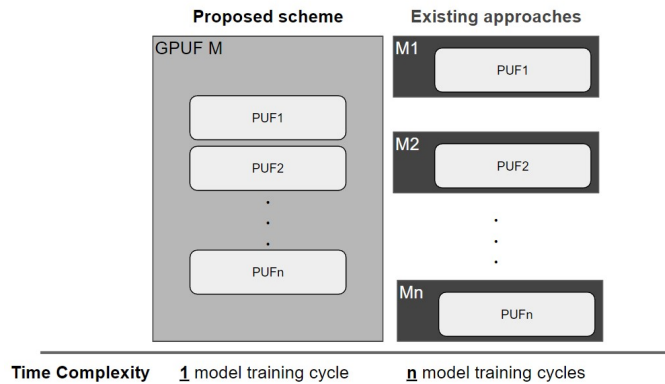 Proposed scheme
Existing approaches
GPUF M
PUF1
PUF2
.
.
.
PUFn
M1
PUF1
M2
PUF2
.
.
.
Mn
PUFn
Time Complexity 1 model training cycle n model training cycles